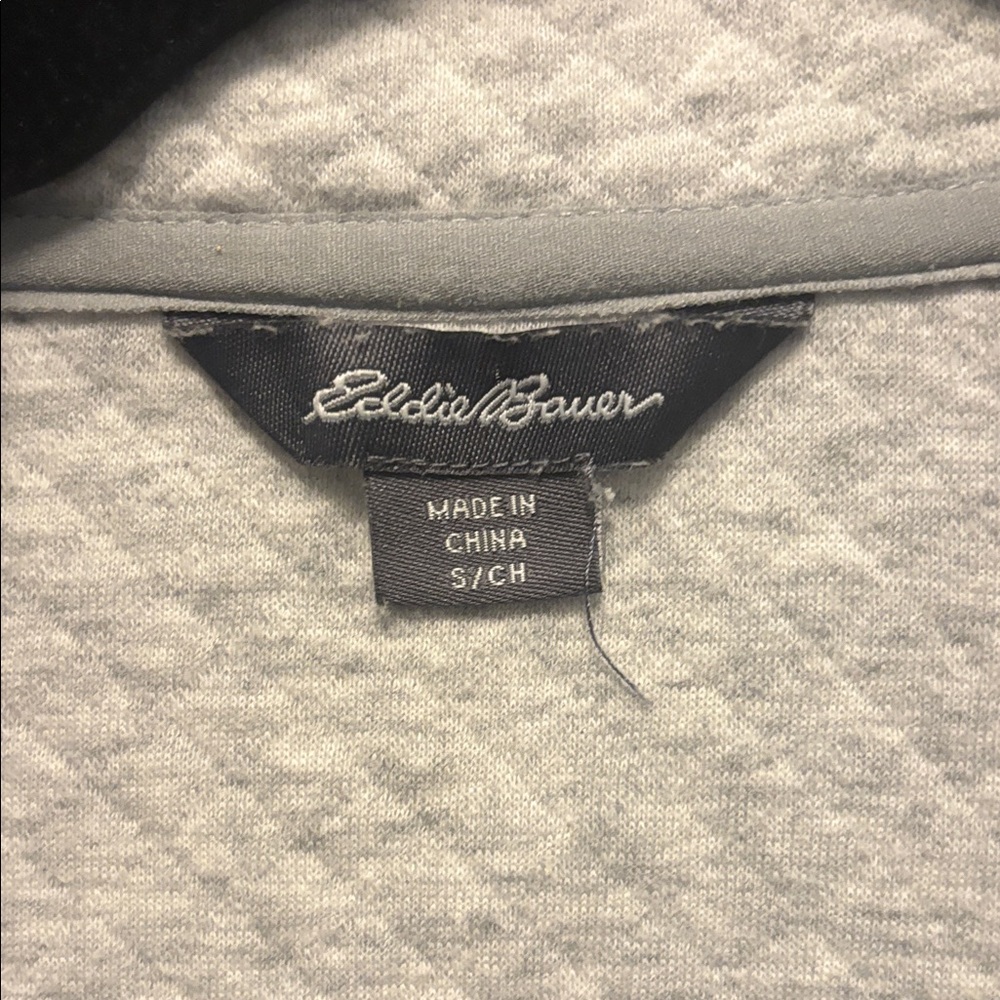 Eddie Bauer
MADE IN
CHINA
S/CH